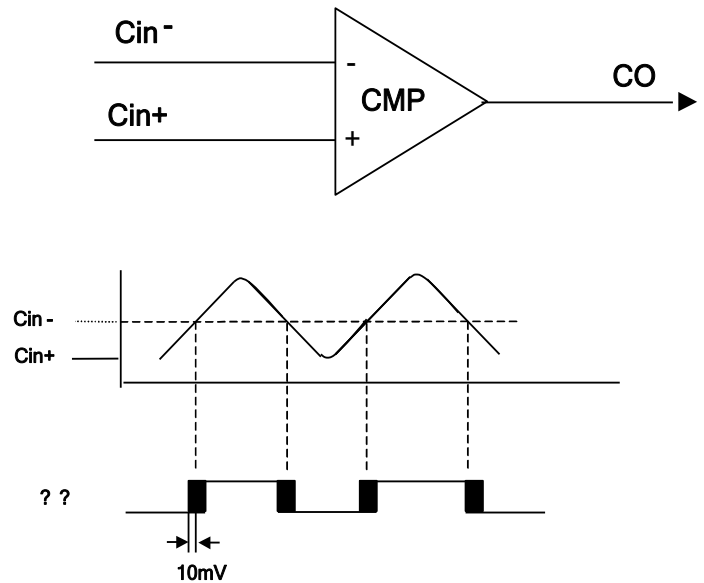 Cin -
-
CO
CMP
Cin+
+
Cin -
Cin+
? ?
10mV